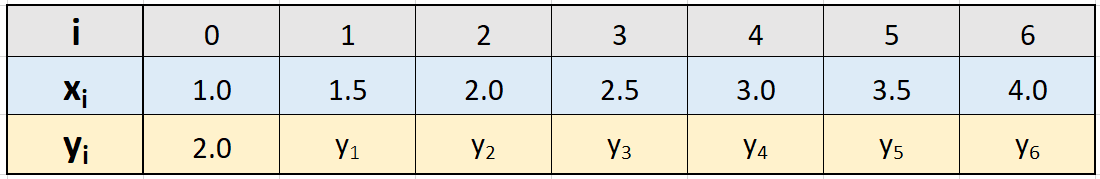 i 0 1 2 3 4 5 6
xᵢ 1.0 1.5 2.0 2.5 3.0 3.5 4.0
yᵢ 2.0 y₁ y₂ y₃ y₄ y₅ y₆